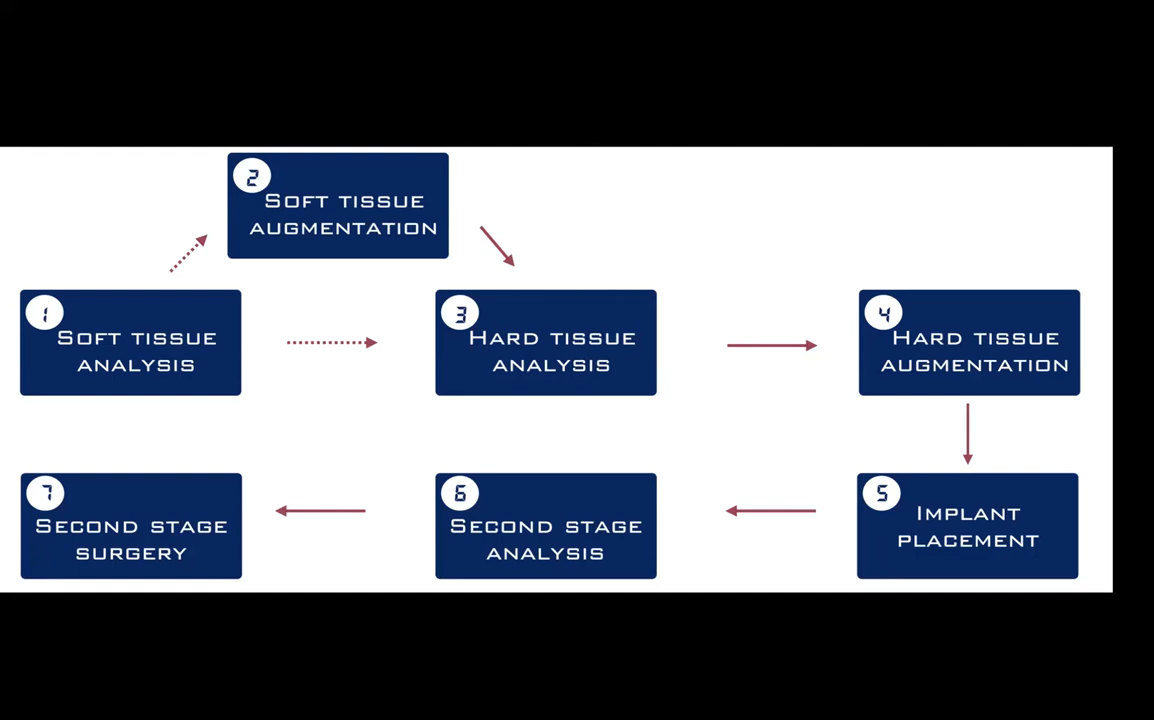 2
SOFT TISSUE
AUGMENTATION
1
SOFT TISSUE
ANALYSIS
3
HARD TISSUE
ANALYSIS
4
HARD TISSUE
AUGMENTATION
5
IMPLANT
PLACEMENT
6
SECOND STAGE
ANALYSIS
7
SECOND STAGE
SURGERY